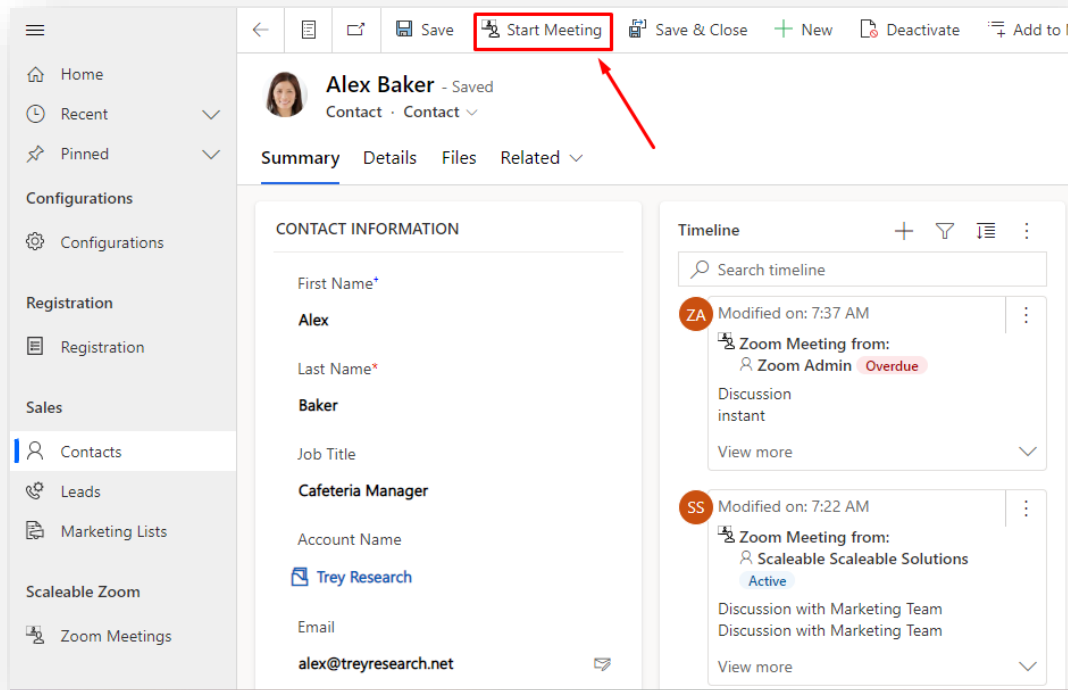 Save
Start Meeting
Save & Close
New
Deactivate
Add to
Home
Recent
Pinned
Configurations
Configurations
Registration
Registration
Sales
Contacts
Leads
Marketing Lists
Scaleable Zoom
Zoom Meetings
Alex Baker - Saved
Contact · Contact
Summary Details Files Related
CONTACT INFORMATION
First Name+
Alex
Last Name*
Baker
Job Title
Cafeteria Manager
Account Name
Trey Research
Email
alex@treyresearch.net
Timeline
Search timeline
ZA
Modified on: 7:37 AM
Zoom Meeting from:
Zoom Admin Overdue
Discussion
instant
View more
SS
Modified on: 7:22 AM
Zoom Meeting from:
Scaleable Scaleable Solutions
Active
Discussion with Marketing Team
Discussion with Marketing Team
View more